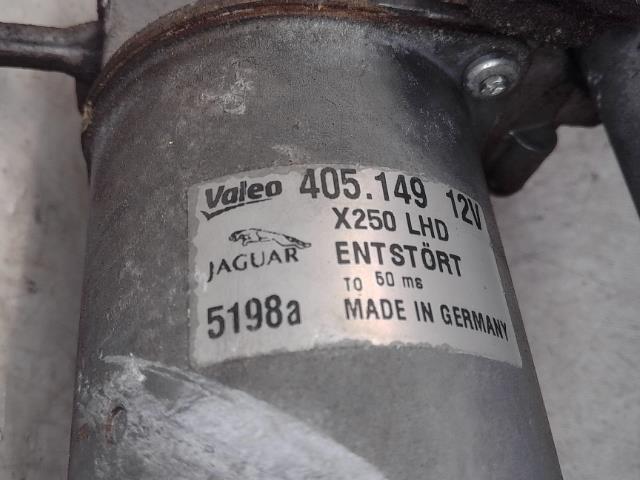 Valeo 405.149 12V
X250 LHD
JAGUAR ENTSTÖRT
TO 50 ms
5198a MADE IN GERMANY